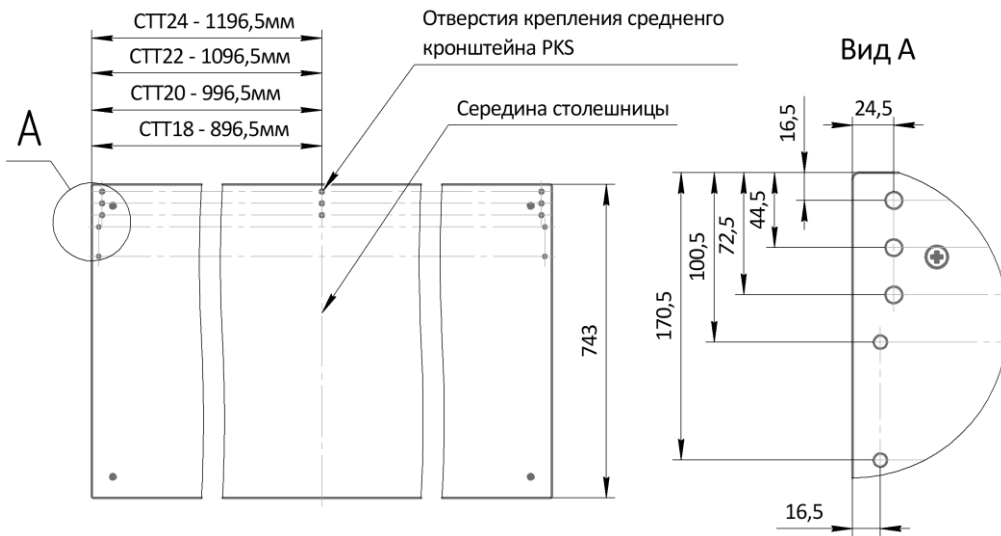 СТТ24 - 1196,5мм
СТТ22 - 1096,5мм
СТТ20 - 996,5мм
СТТ18 - 896,5мм
Отверстия крепления средненго
кронштейна PKS
Середина столешницы
А
743
Вид А
16,5
24,5
44,5
72,5
100,5
170,5
16,5